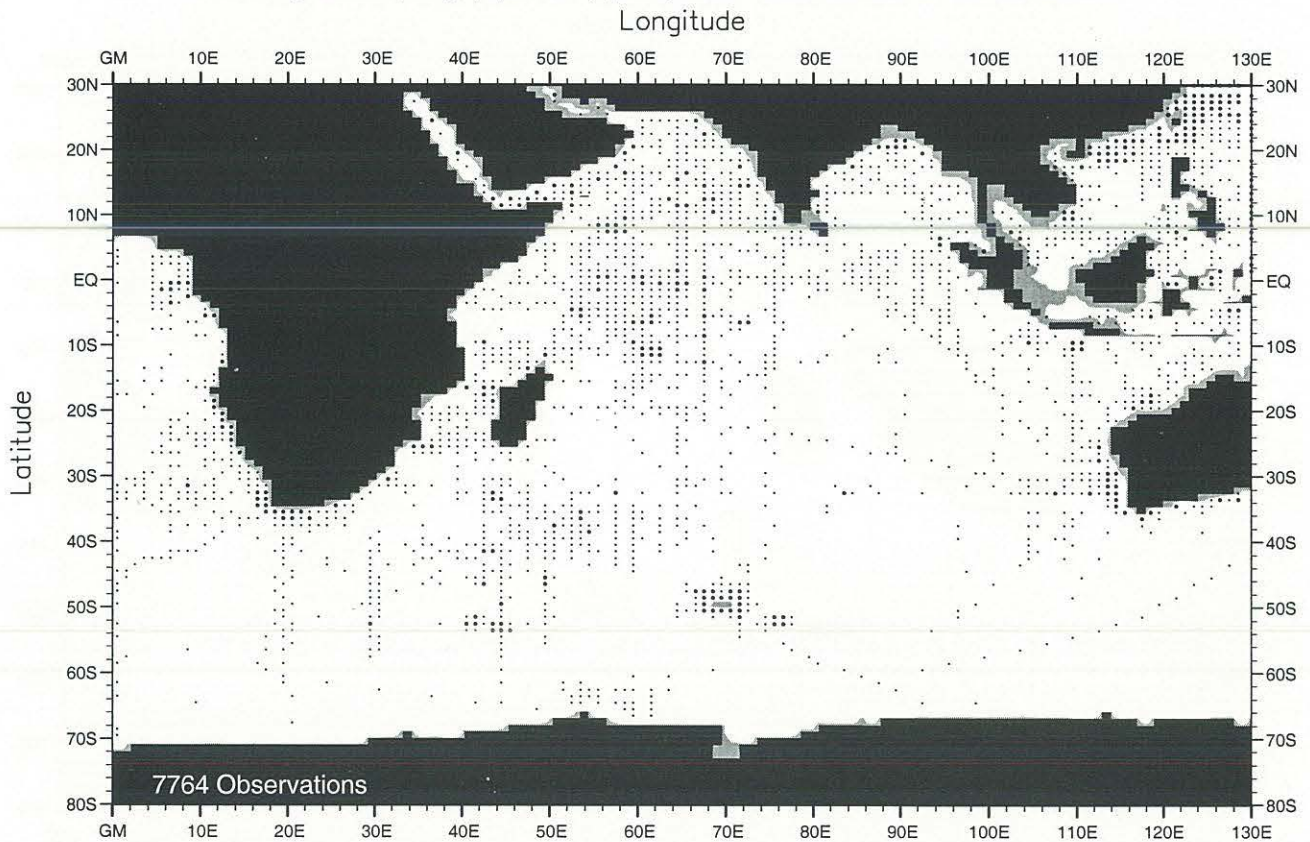 Longitude
GM 10E 20E 30E 40E 50E 60E 70E 80E 90E 100E 110E 120E 130E
30N 30N
20N 20N
10N 10N
EQ EQ
10S 10S
Latitude
20S 20S
30S 30S
40S 40S
50S 50S
60S 60S
70S 70S
7764 Observations
80S 80S
GM 10E 20E 30E 40E 50E 60E 70E 80E 90E 100E 110E 120E 130E